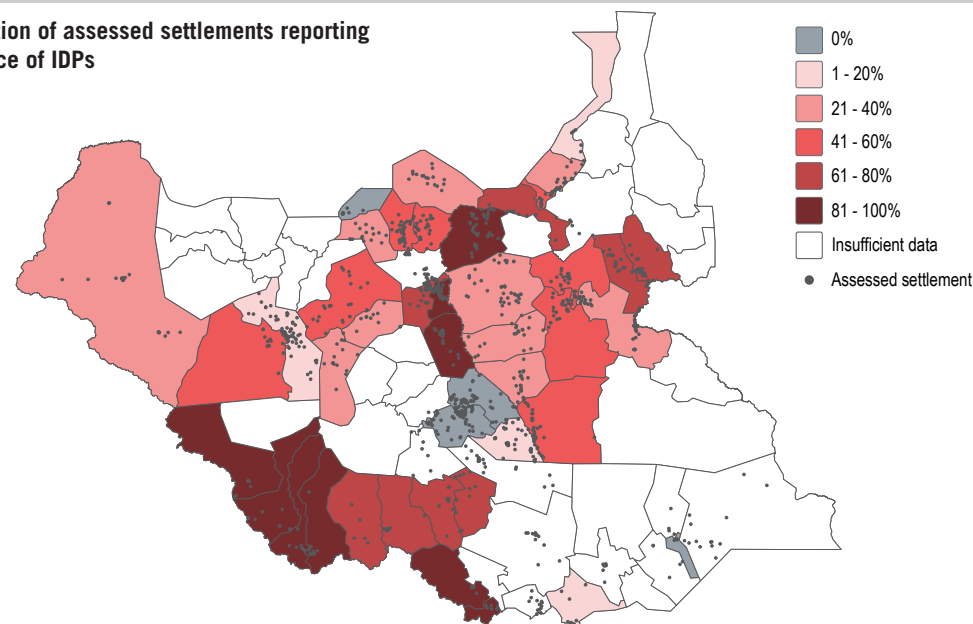 tion of assessed settlements reporting
ce of IDPs
0%
1 - 20%
21 - 40%
41 - 60%
61 - 80%
81 - 100%
Insufficient data
Assessed settlement